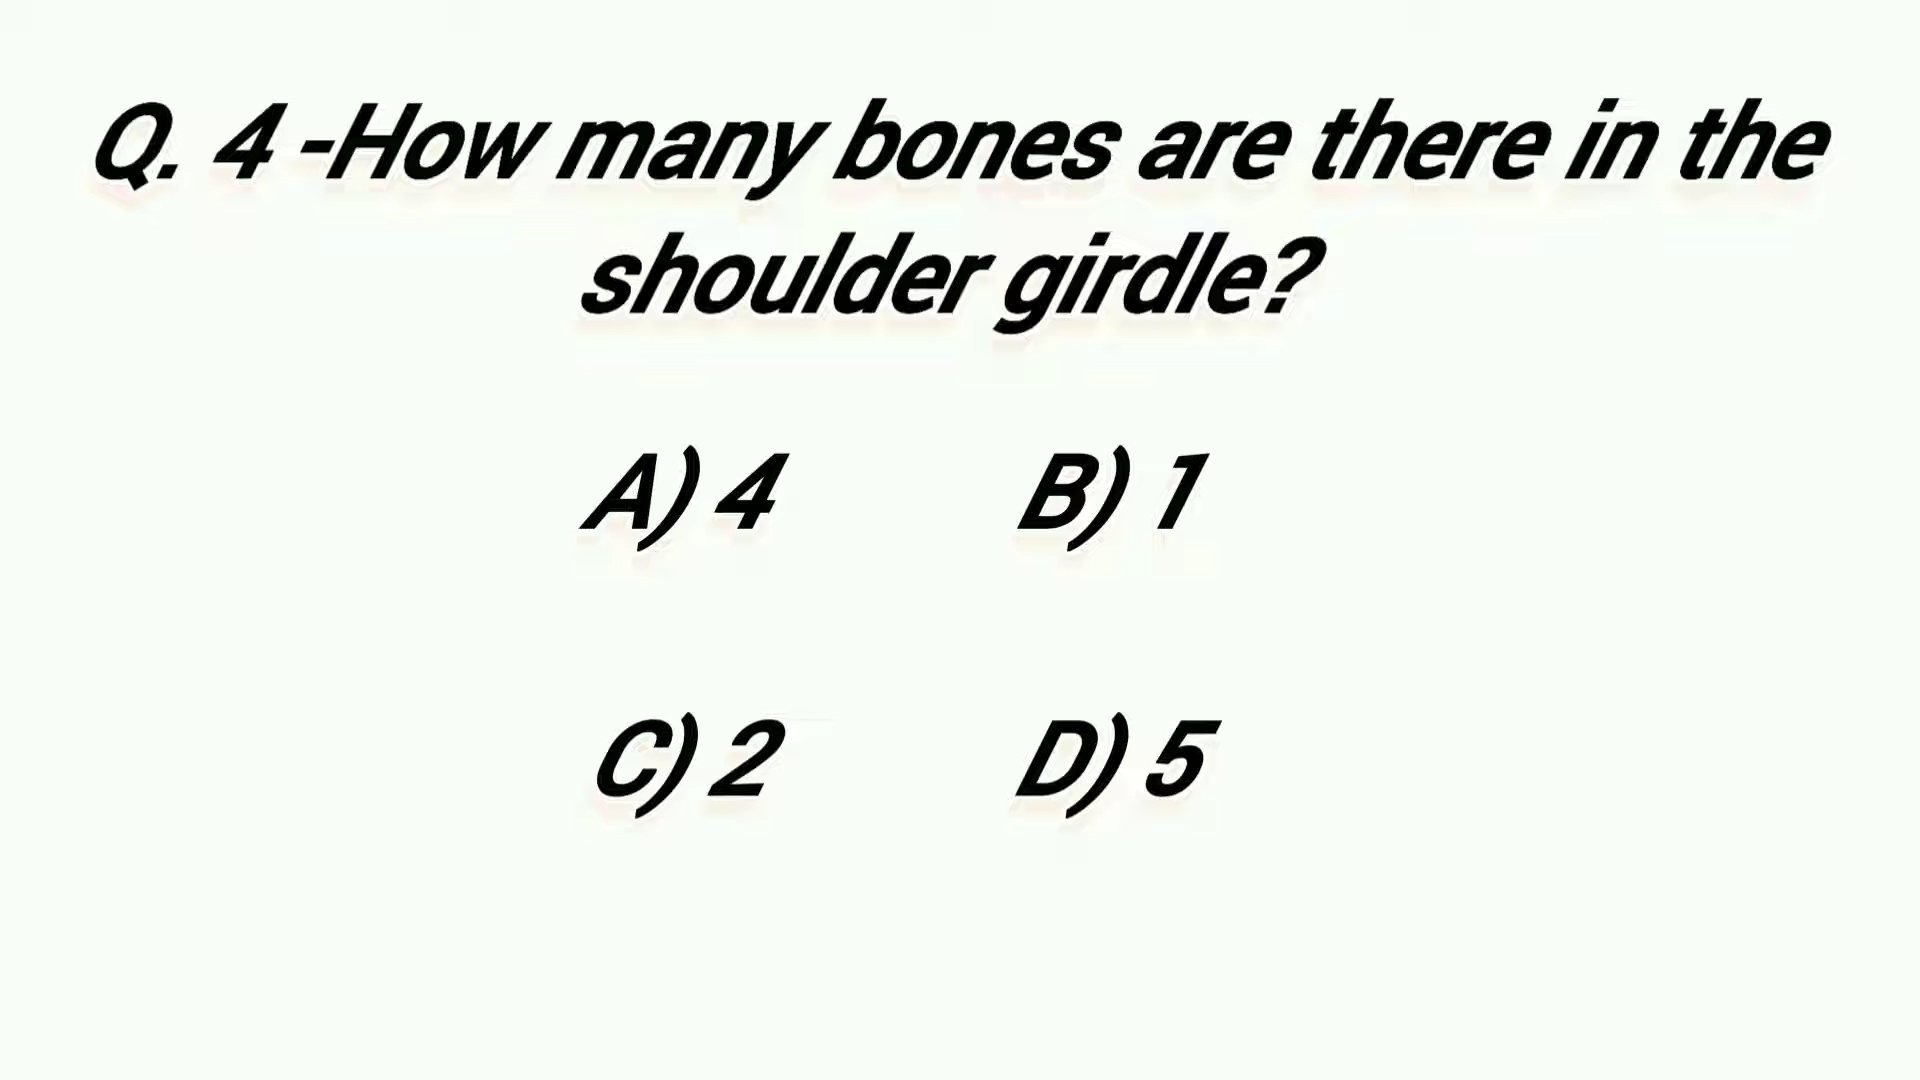 Q. 4 -How many bones are there in the
shoulder girdle?
A) 4 B) 1
C) 2 D) 5